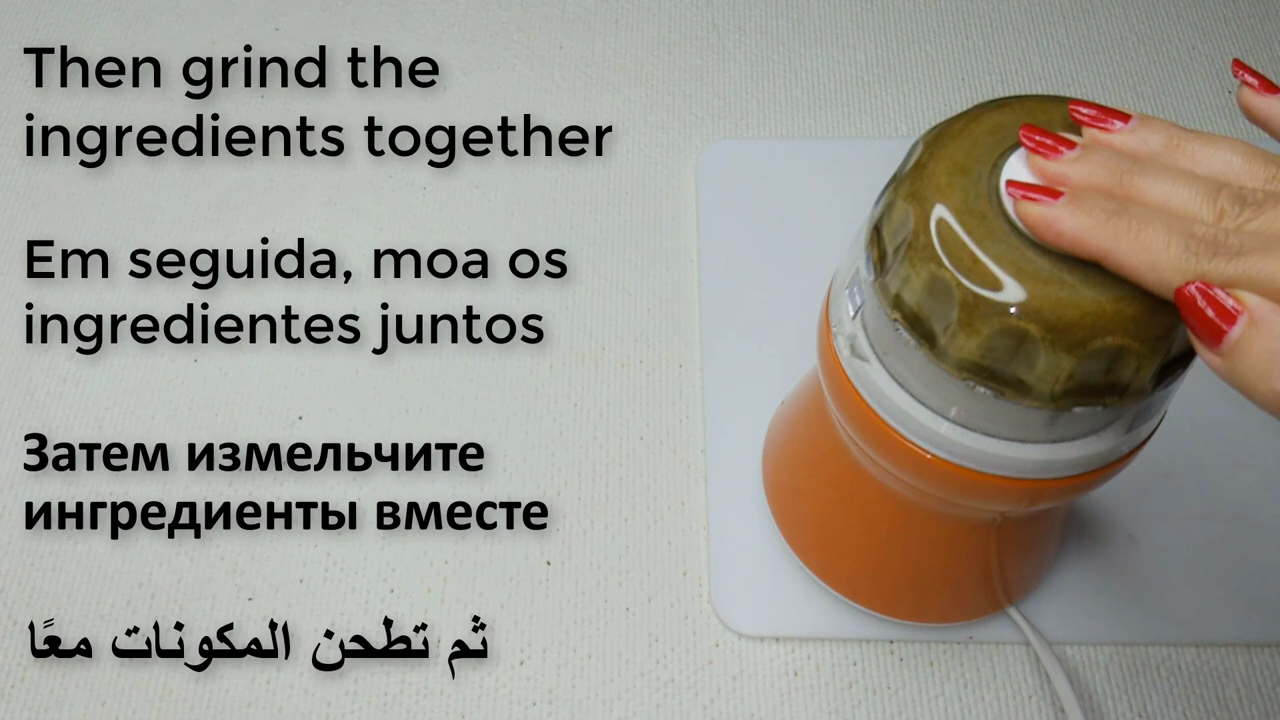 Then grind the
ingredients together
Em seguida, moa os
ingredientes juntos
Затем измельчите
ингредиенты вместе
ثم تطحن المكونات معًا